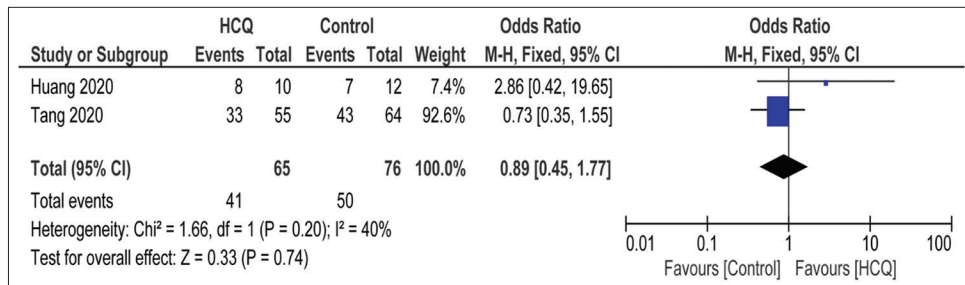 HCQ Control Odds Ratio Odds Ratio
Study or Subgroup Events Total Events Total Weight M-H, Fixed, 95% CI M-H, Fixed, 95% CI
Huang 2020 8 10 7 12 7.4% 2.86 [0.42, 19.65]
Tang 2020 33 55 43 64 92.6% 0.73 [0.35, 1.55]
Total (95% CI) 65 76 100.0% 0.89 [0.45, 1.77]
Total events 41 50
Heterogeneity: Chi² = 1.66, df = 1 (P = 0.20); I² = 40%
Test for overall effect: Z = 0.33 (P = 0.74)
0.01 0.1 1 10 100
Favours [Control] Favours [HCQ]